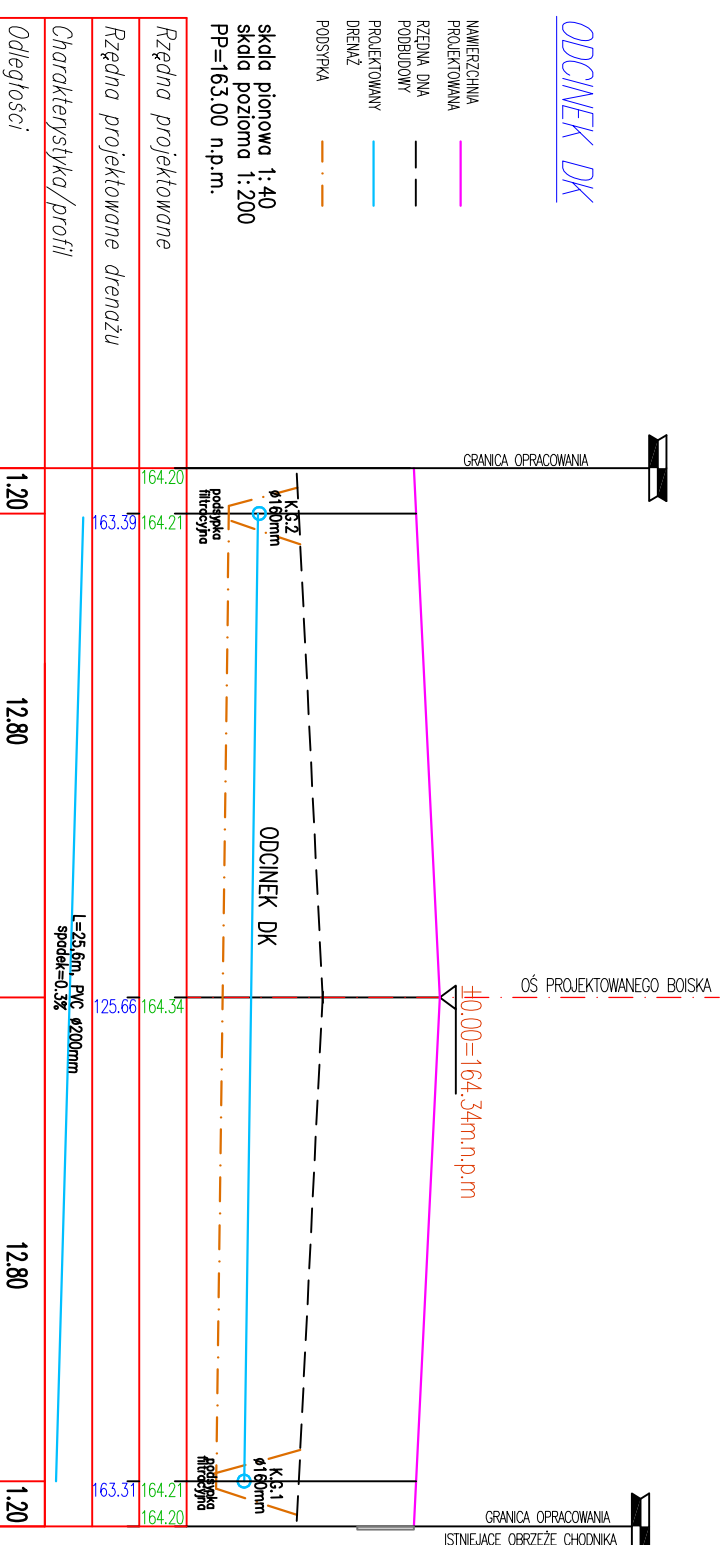 ODCINEK DK
NAWIERZCHNIA
PROJEKTOWANA
RZĘDNA DNA
PODBUDOWY
PROJEKTOWANY
DRENAŻ
PODSYPKA
skala pionowa 1:40
skala pozioma 1:200
PP=163.00 n.p.m.
GRANICA OPRACOWANIA
OŚ PROJEKTOWANEGO BOISKA
±0.00=164.34m.n.p.m
GRANICA OPRACOWANIA
ISTNIEJĄCE OBRZEŻE CHODNIKA
K.G.2
ø160mm
podsypka
filtracyjna
ODCINEK DK
K.G.1
ø160mm
podsypka
filtracyjna
Rzędna projektowane
164.20
164.21
164.34
164.21
164.20
Rzędna projektowane drenażu
163.39
125.66
163.31
Charakterystyka/profil
L=25,6m, PVC ø200mm
spadek=0.3%
Odległości
1.20
12.80
12.80
1.20